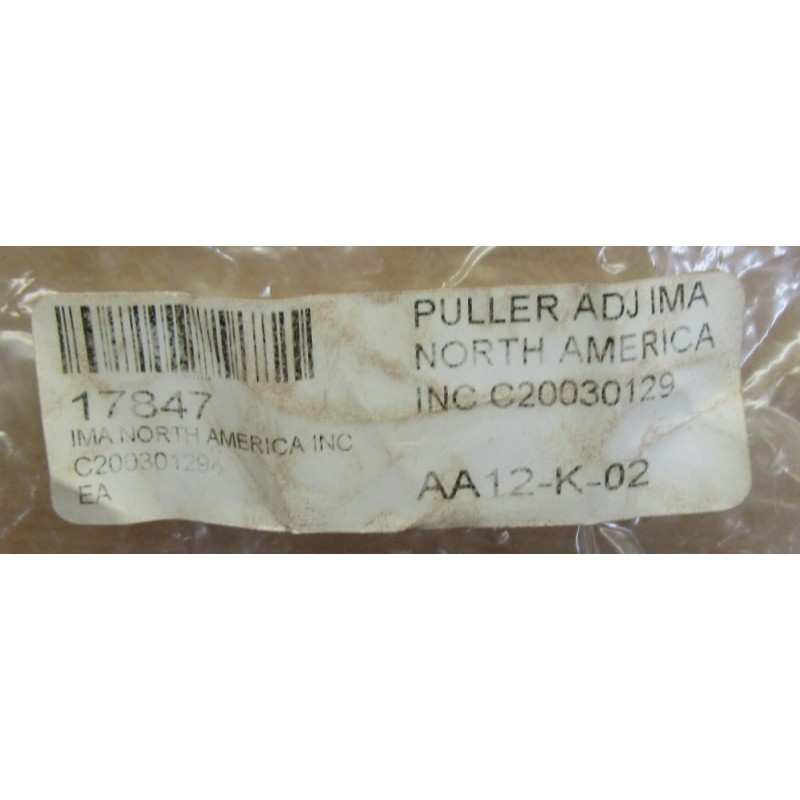 17847
IMA NORTH AMERICA INC
EA
PULLER ADJ IMA
NORTH AMERICA
INC C20030129
AA12-K-02